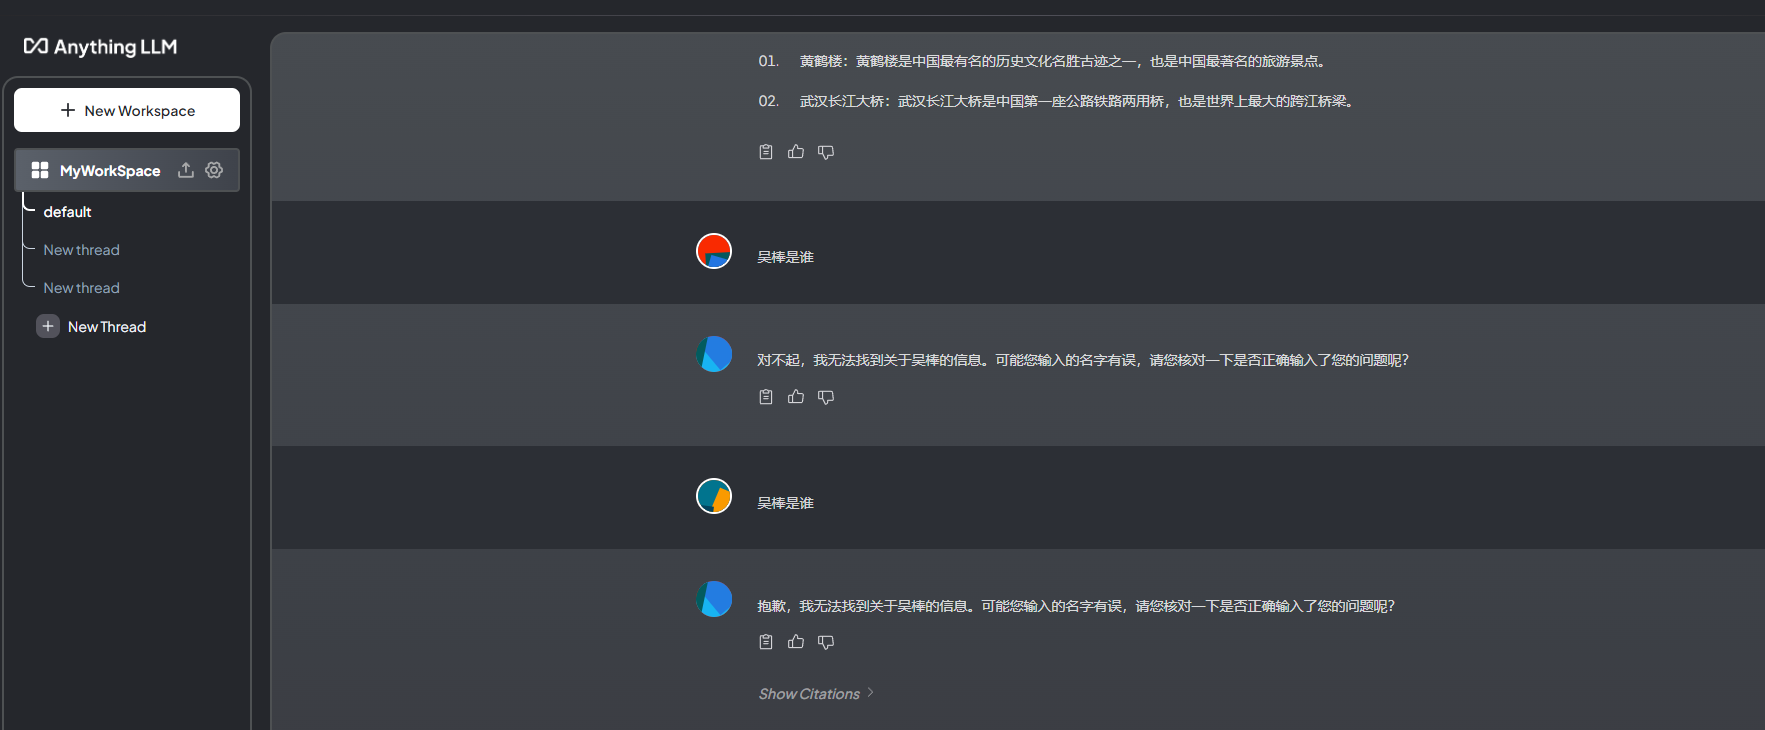 Anything LLM
New Workspace
MyWorkSpace
default
New thread
New thread
New Thread
01. 黄鹤楼：黄鹤楼是中国最有名的历史文化名胜古迹之一，也是中国最著名的旅游景点。
02. 武汉长江大桥：武汉长江大桥是中国第一座公路铁路两用桥，也是世界上最大的跨江桥梁。
吴棒是谁
对不起，我无法找到关于吴棒的信息。可能您输入的名字有误，请您核对一下是否正确输入了您的问题呢？
吴棒是谁
抱歉，我无法找到关于吴棒的信息。可能您输入的名字有误，请您核对一下是否正确输入了您的问题呢？
Show Citations